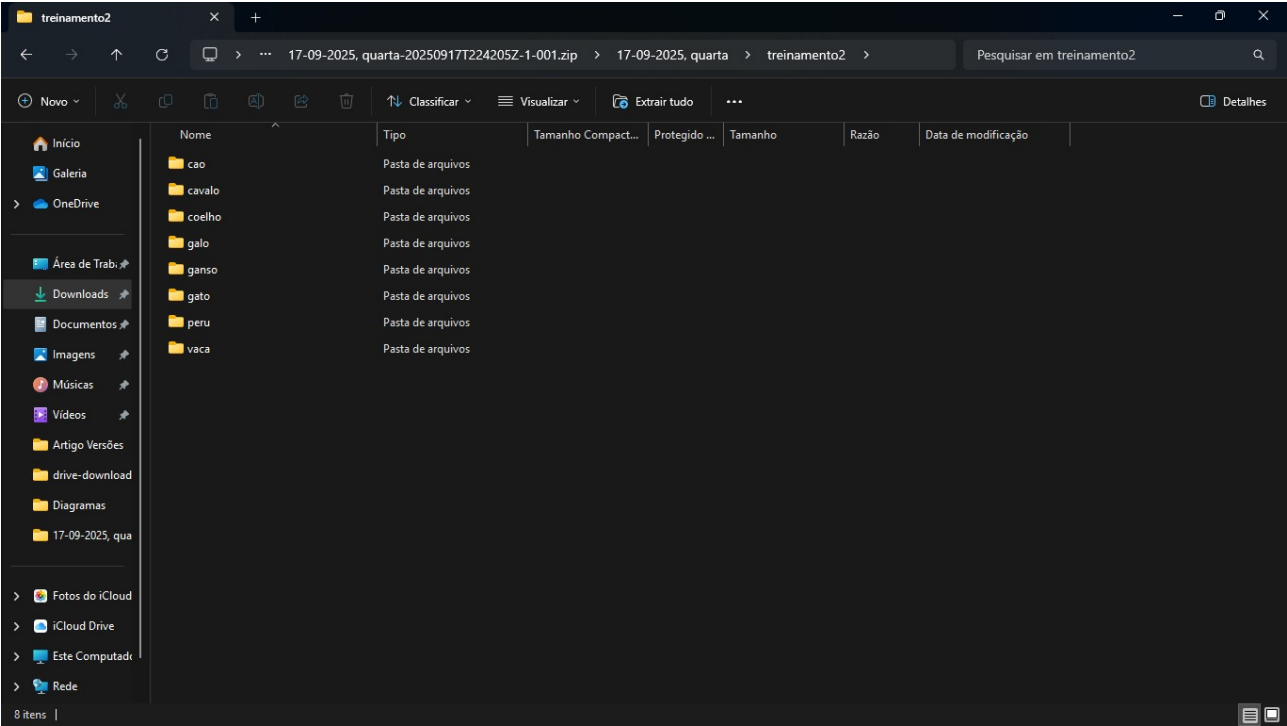 treinamento2
17-09-2025, quarta-20250917T224205Z-1-001.zip > 17-09-2025, quarta > treinamento2 >
Pesquisar em treinamento2
Novo
Classificar
Visualizar
Extrair tudo
Detalhes
Nome Tipo Tamanho Compact... Protegido ... Tamanho Razão Data de modificação
Início
Galeria
OneDrive
Área de Trab
Downloads
Documentos
Imagens
Músicas
Vídeos
Artigo Versões
drive-download
Diagramas
17-09-2025, qua
Fotos do iCloud
iCloud Drive
Este Computad
Rede
cao Pasta de arquivos
cavalo Pasta de arquivos
coelho Pasta de arquivos
galo Pasta de arquivos
ganso Pasta de arquivos
gato Pasta de arquivos
peru Pasta de arquivos
vaca Pasta de arquivos
8 itens